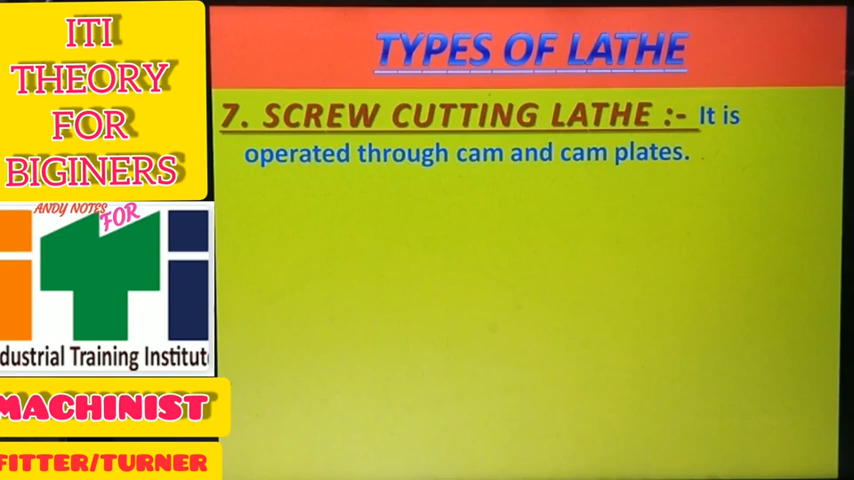 ITI
THEORY
FOR
BIGINERS
ANDY NOTES FOR
iTi
ndustrial Training Institut
MACHINIST
FITTER/TURNER
TYPES OF LATHE
7. SCREW CUTTING LATHE :- It is
operated through cam and cam plates.